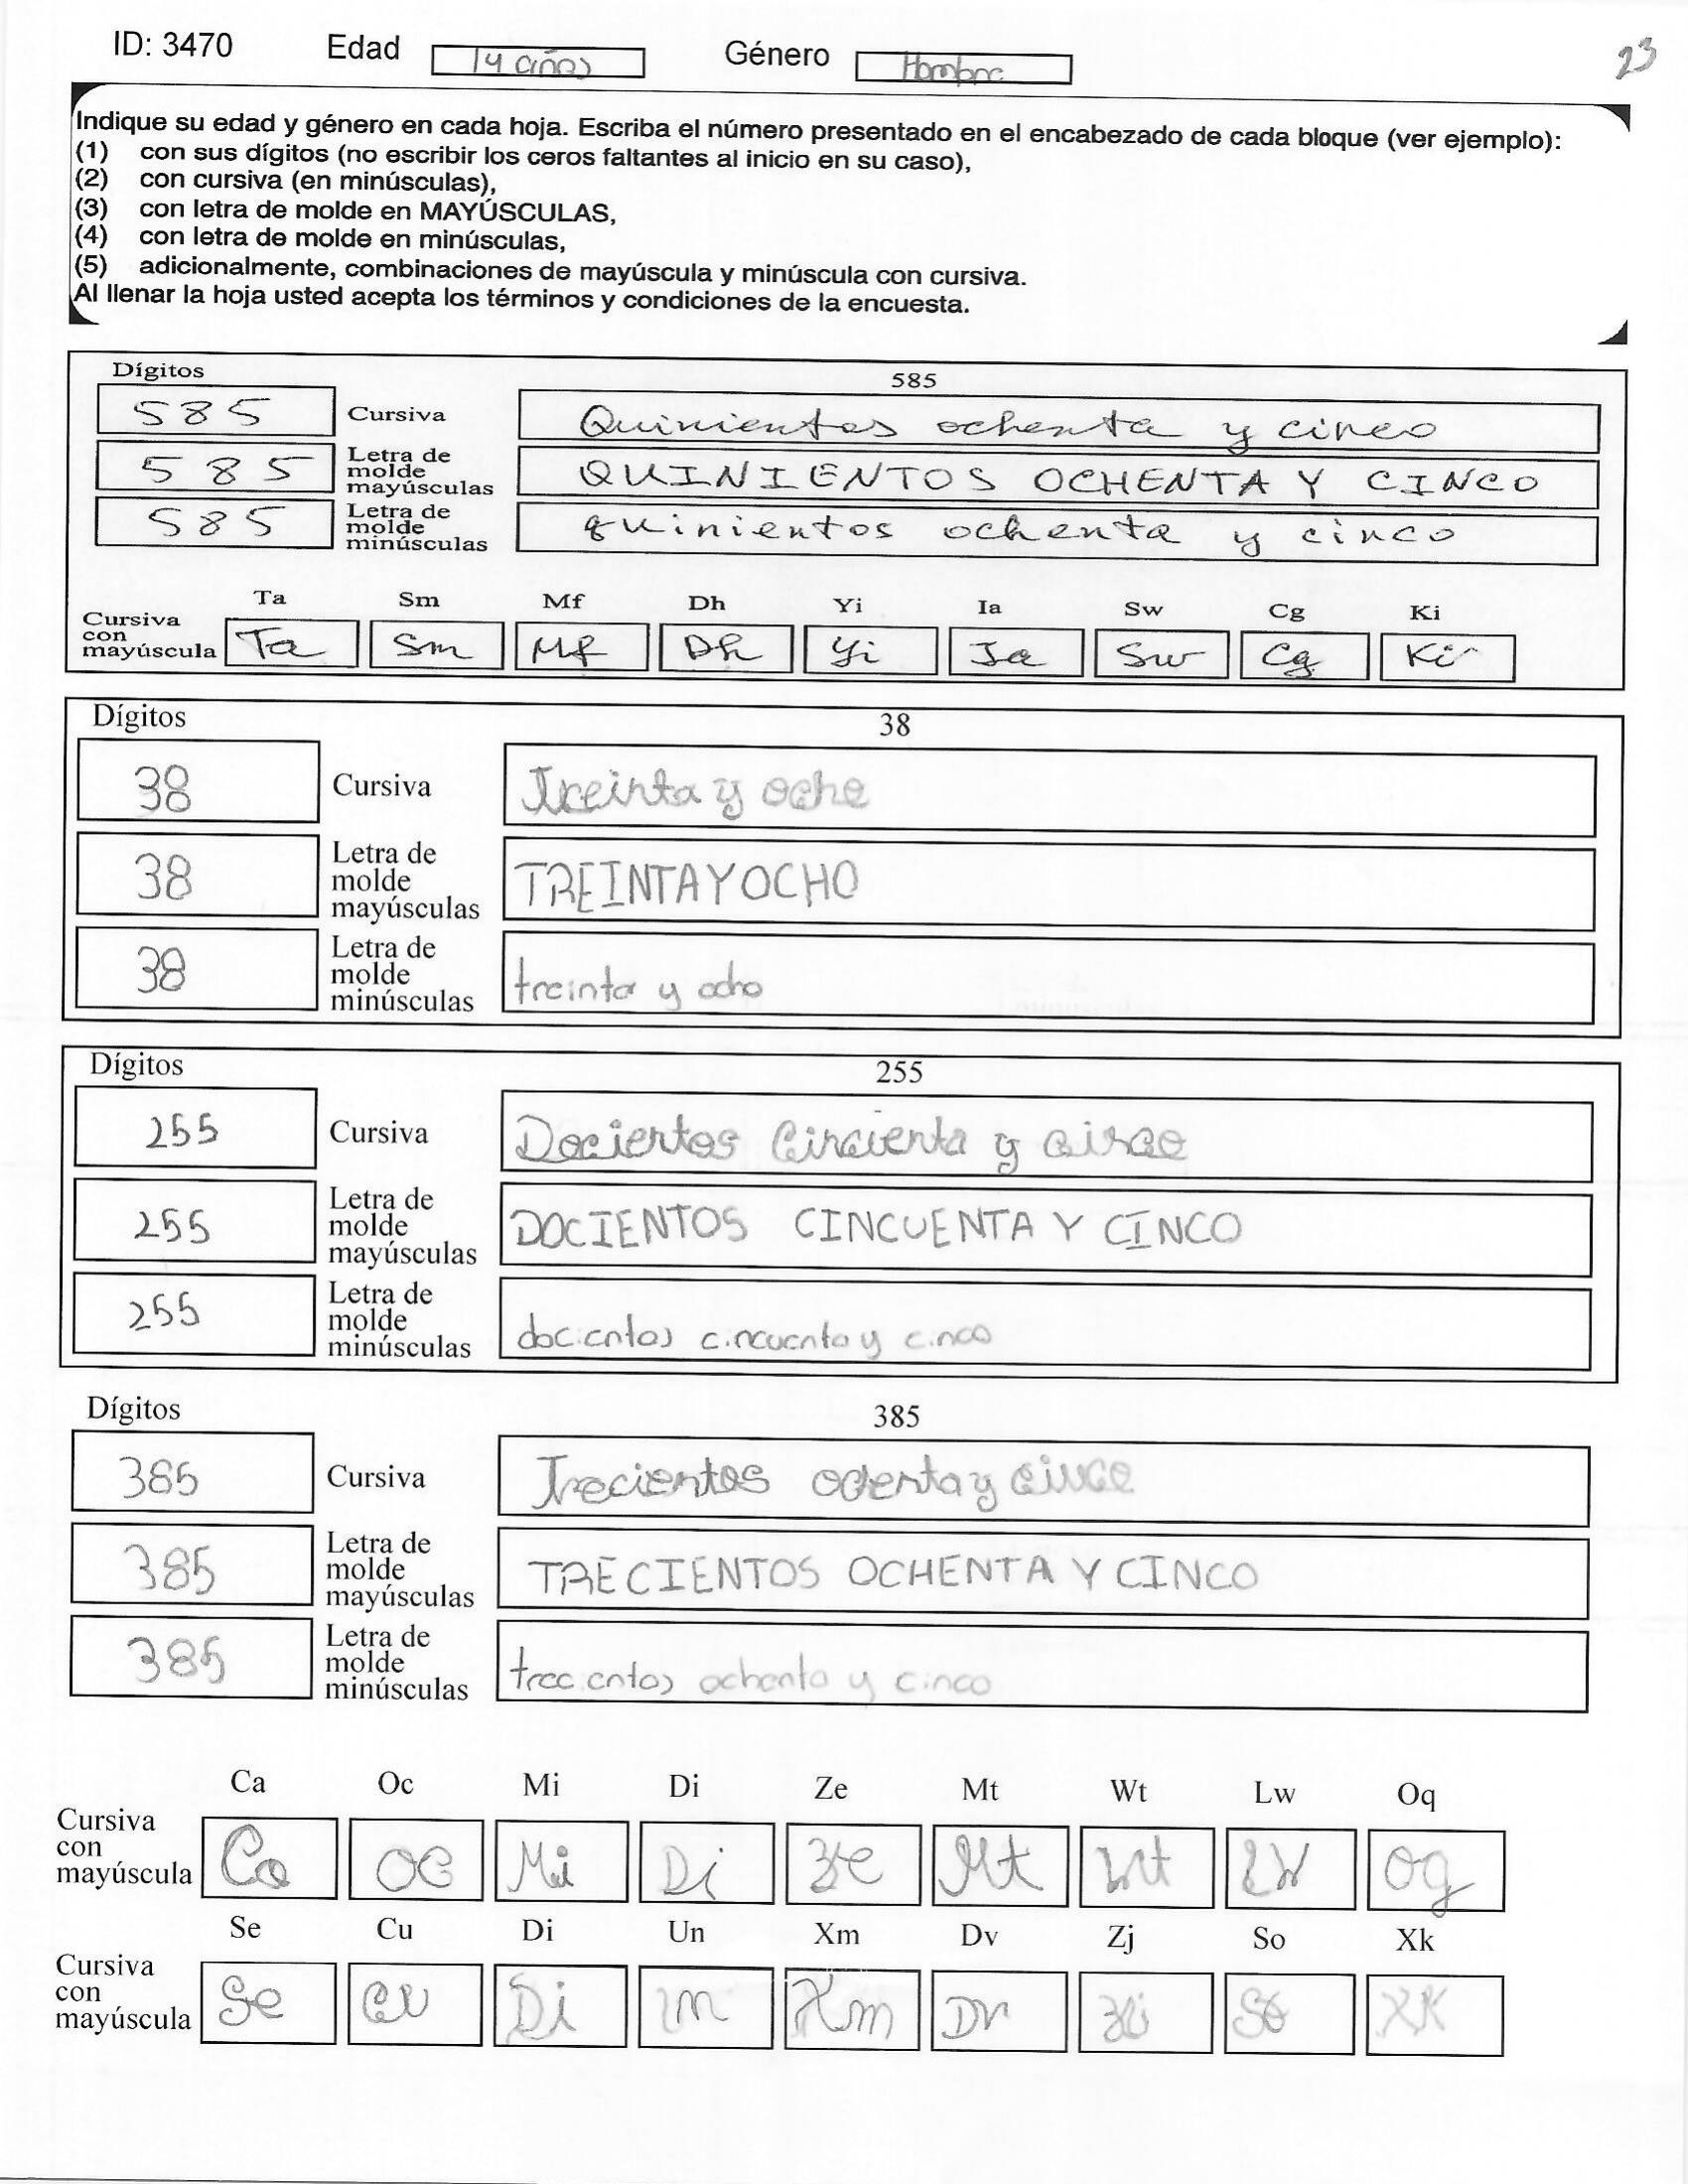 ID: 3470 Edad 14 años Género Hombre 23
Indique su edad y género en cada hoja. Escriba el número presentado en el encabezado de cada bloque (ver ejemplo):
(1) con sus dígitos (no escribir los ceros faltantes al inicio en su caso),
(2) con cursiva (en minúsculas),
(3) con letra de molde en MAYÚSCULAS,
(4) con letra de molde en minúsculas,
(5) adicionalmente, combinaciones de mayúscula y minúscula con cursiva.
Al llenar la hoja usted acepta los términos y condiciones de la encuesta.
Dígitos 585
585 Cursiva Quinientos ochenta y cinco
585 Letra de molde mayúsculas QUINIENTOS OCHENTA Y CINCO
585 Letra de molde minúsculas quinientos ochenta y cinco
Ta Sm Mf Dh Yi Ia Sw Cg Ki
Cursiva con mayúscula Ta Sm Mf Dh Yi Ia Sw Cg Ki
Dígitos 38
38 Cursiva Treinta y ocho
38 Letra de molde mayúsculas TREINTA Y OCHO
38 Letra de molde minúsculas treinta y ocho
Dígitos 255
255 Cursiva Docientos Cincuenta y cinco
255 Letra de molde mayúsculas DOCIENTOS CINCUENTA Y CINCO
255 Letra de molde minúsculas docientos cincuenta y cinco
Dígitos 385
385 Cursiva Trecientos ochenta y cinco
385 Letra de molde mayúsculas TRECIENTOS OCHENTA Y CINCO
385 Letra de molde minúsculas trecientos ochenta y cinco
Ca Oc Mi Di Ze Mt Wt Lw Oq
Cursiva con mayúscula Ca Oc Mi Di Ze Mt Wt Lw Oq
Se Cu Di Un Xm Dv Zj So Xk
Cursiva con mayúscula Se Cu Di Un Xm Dv Zj So Xk